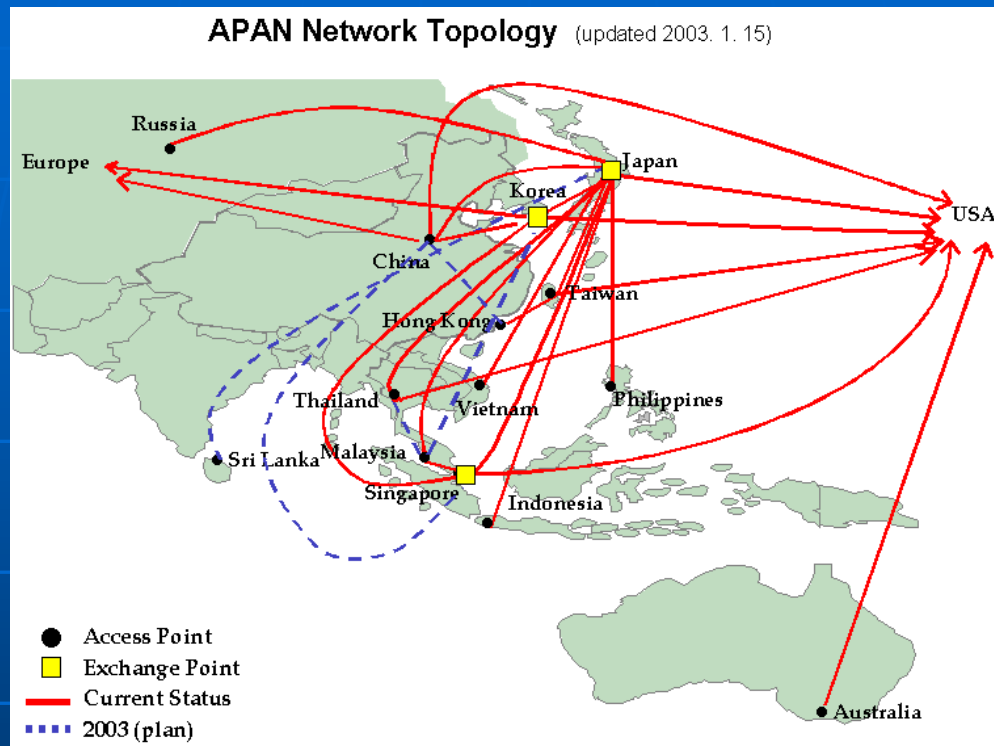 APAN Network Topology (updated 2003. 1. 15)
Russia
Europe
Japan
Korea
USA
China
Taiwan
Hong Kong
Thailand
Vietnam
Philippines
Malaysia
Sri Lanka
Singapore
Indonesia
Access Point
Exchange Point
Current Status
2003 (plan)
Australia